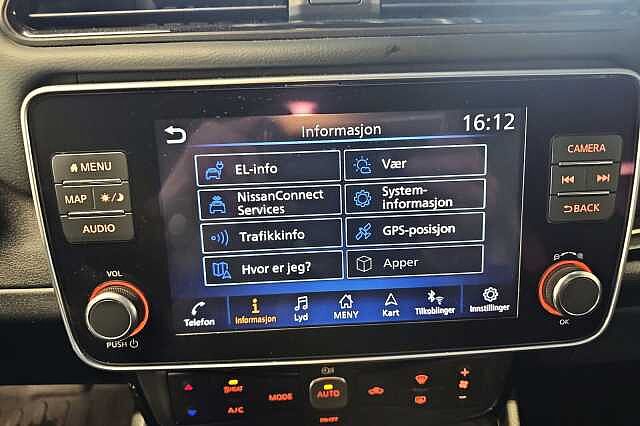 Informasjon
16:12
MENU
MAP
AUDIO
VOL
PUSH
EL-info
Vær
NissanConnect
Services
System-
informasjon
Trafikkinfo
GPS-posisjon
Hvor er jeg?
Apper
Telefon
Informasjon
Lyd
MENY
Kart
Tilkoblinger
Innstillinger
CAMERA
BACK
OK
A/C
MODE
AUTO